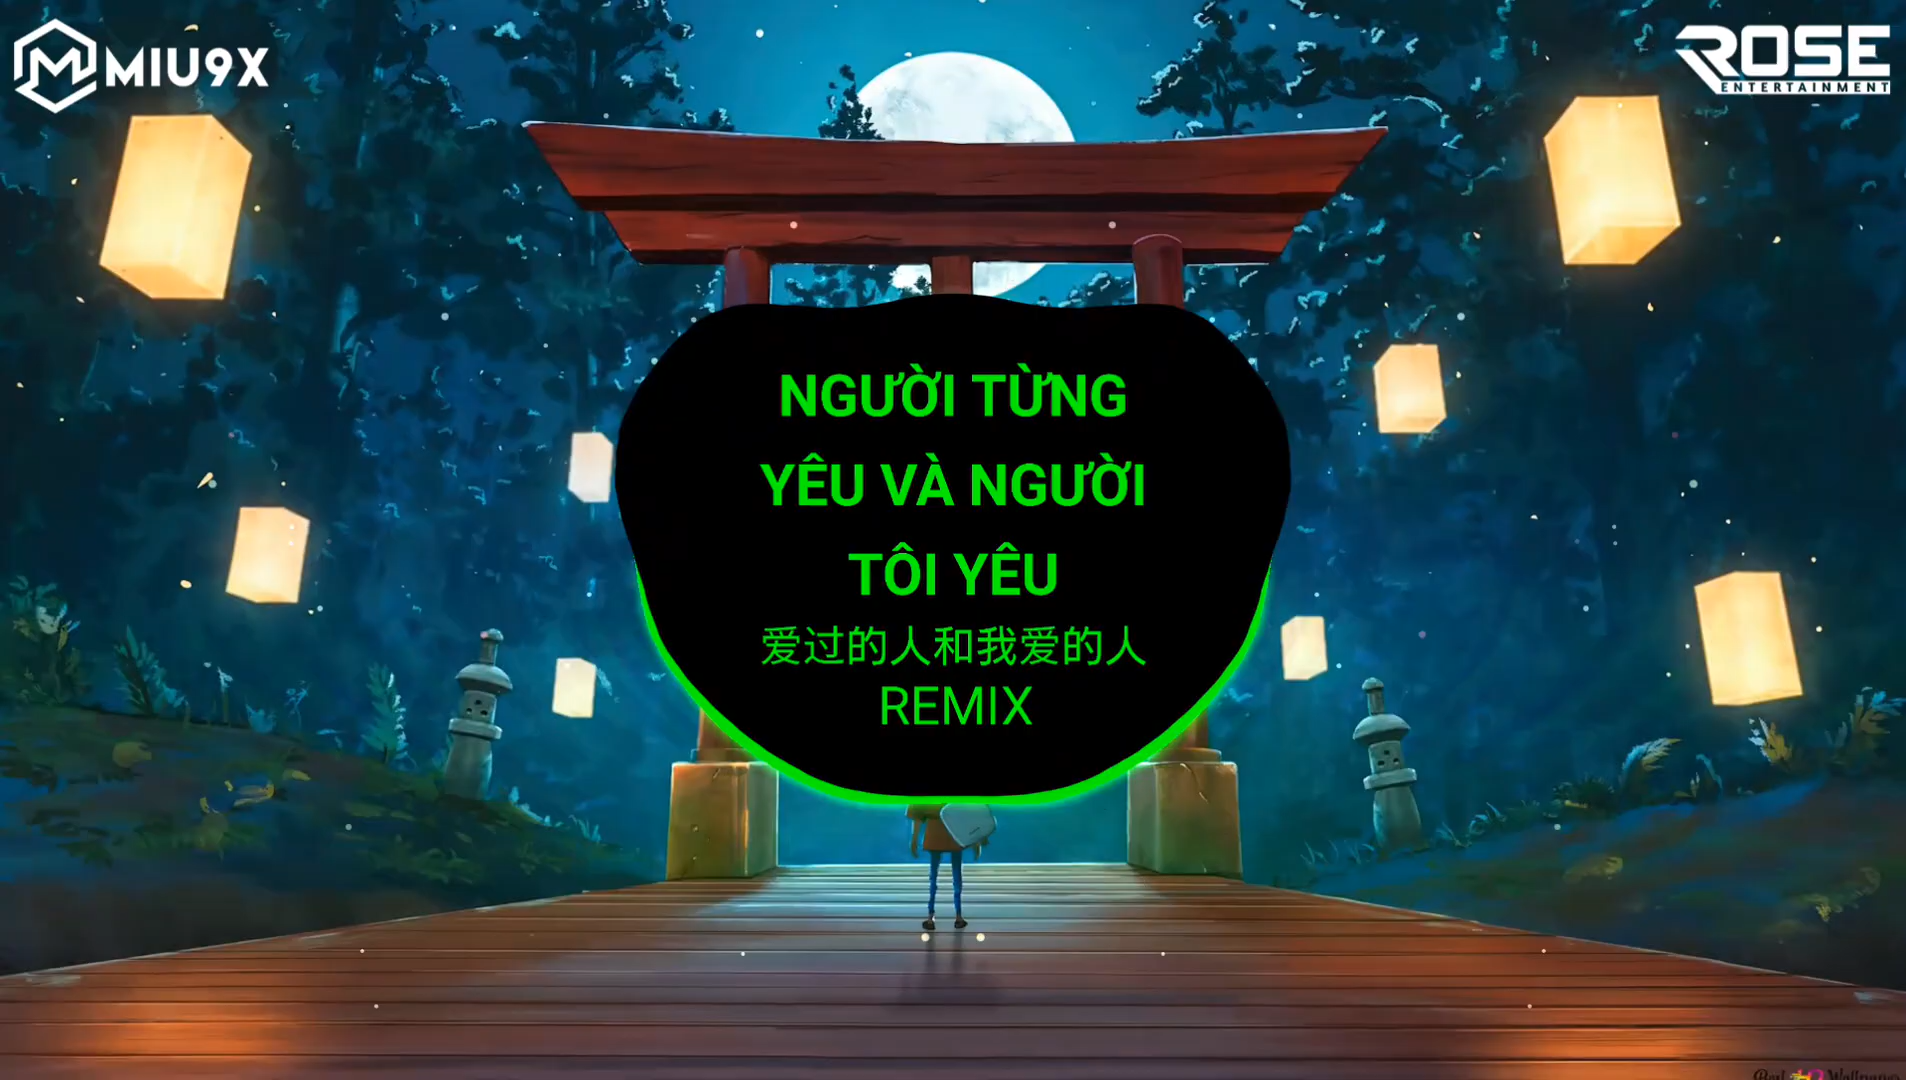 MIU9X
ROSE
ENTERTAINMENT
NGƯỜI TỪNG
YÊU VÀ NGƯỜI
TÔI YÊU
爱过的人和我爱的人
REMIX